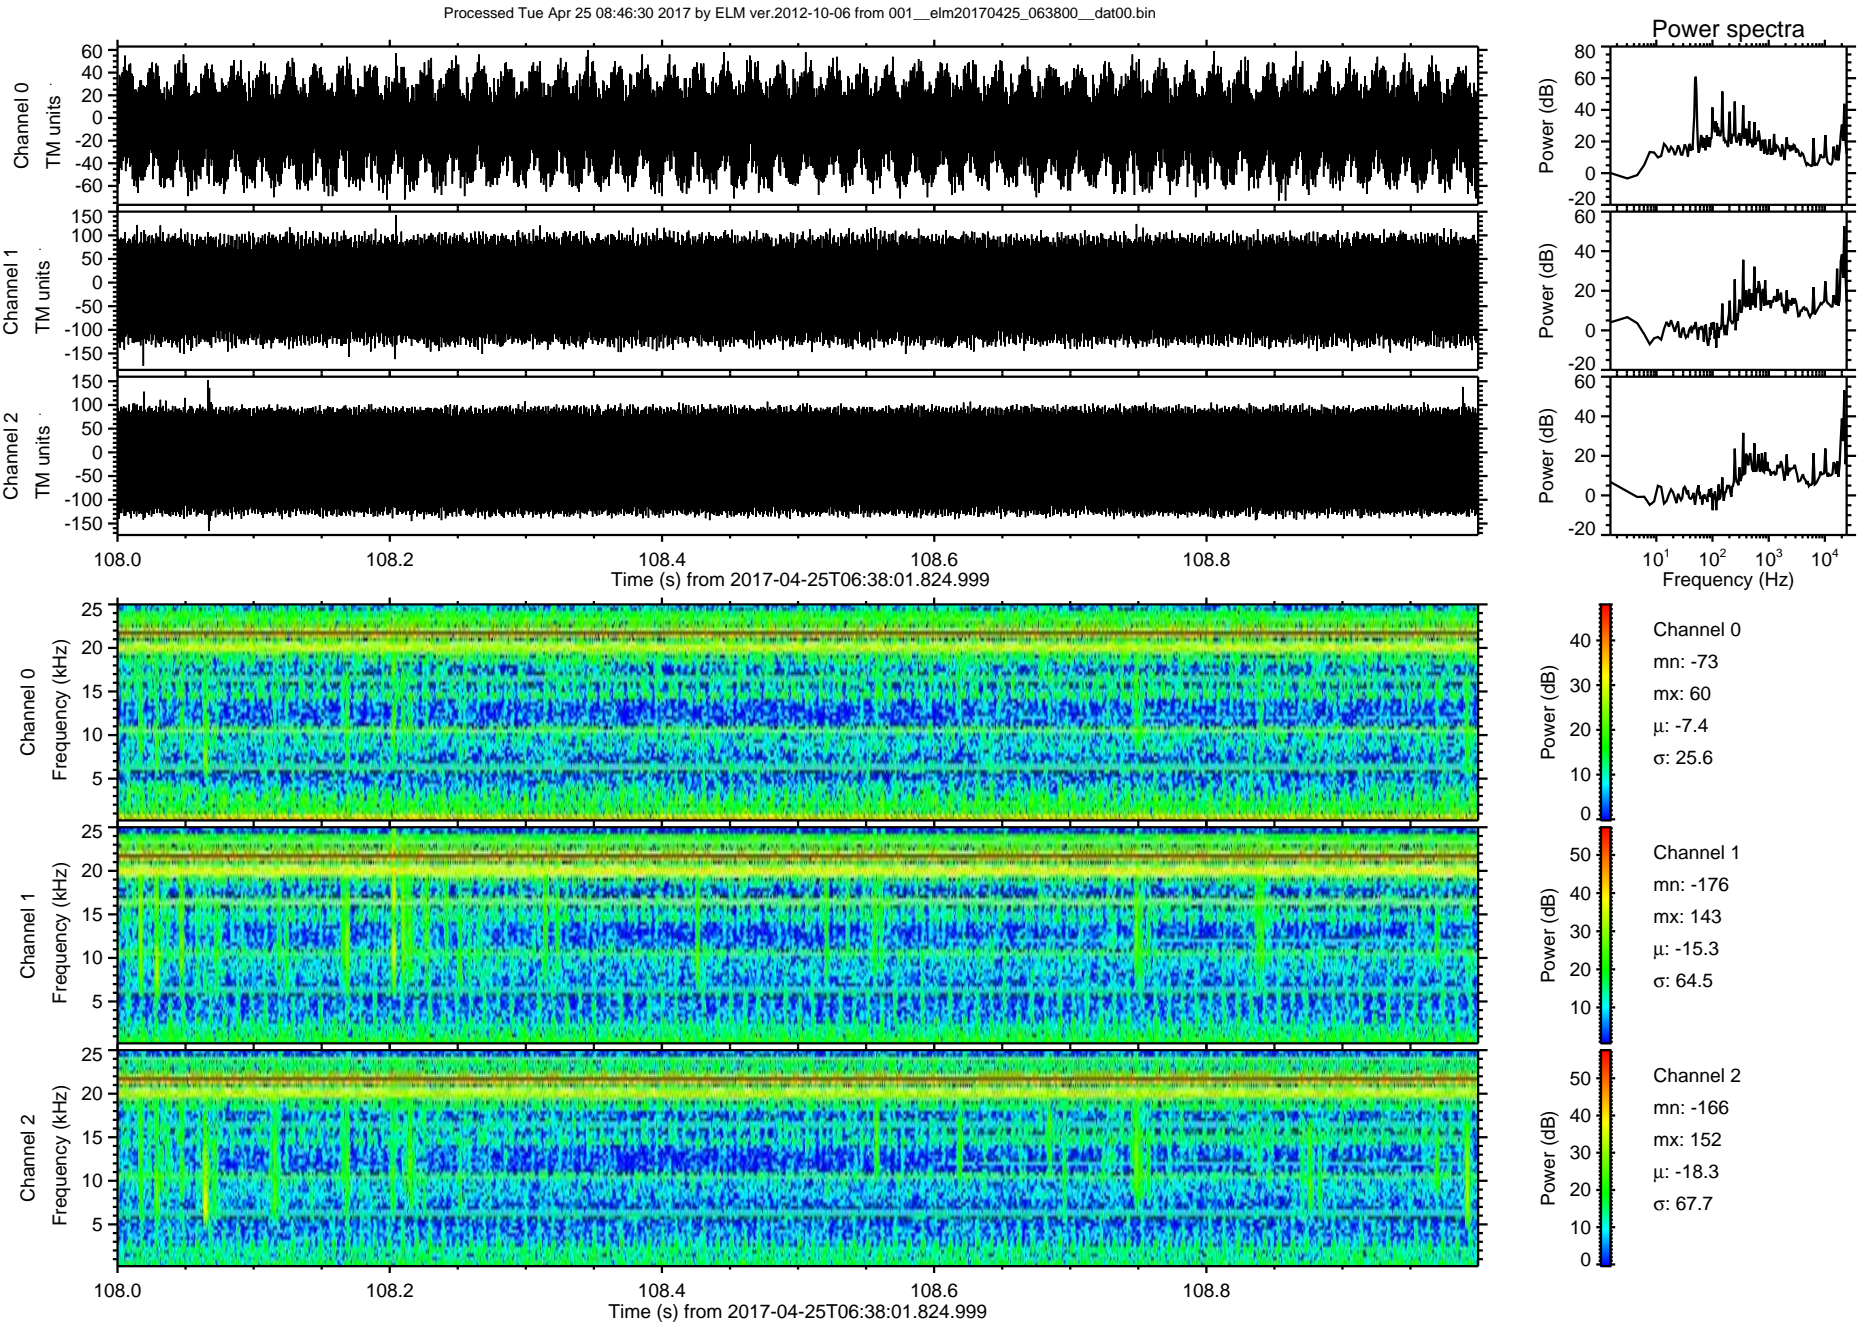 Processed Tue Apr 25 08:46:30 2017 by ELM ver.2012-10-06 from 001__elm20170425_063800__dat00.bin
Power spectra
Channel 0
TM units
60
40
20
0
-20
-40
-60
Power (dB)
80
60
40
20
0
-20
Channel 1
TM units
150
100
50
0
-50
-100
-150
Power (dB)
60
40
20
0
-20
Channel 2
TM units
150
100
50
0
-50
-100
-150
Power (dB)
60
40
20
0
-20
108.0 108.2 108.4 108.6 108.8
Time (s) from 2017-04-25T06:38:01.824.999
10^1 10^2 10^3 10^4
Frequency (Hz)
Channel 0
Frequency (kHz)
25
20
15
10
5
Power (dB)
40
30
20
10
0
Channel 0
mn: -73
mx: 60
μ: -7.4
σ: 25.6
Channel 1
Frequency (kHz)
25
20
15
10
5
Power (dB)
50
40
30
20
10
Channel 1
mn: -176
mx: 143
μ: -15.3
σ: 64.5
Channel 2
Frequency (kHz)
25
20
15
10
5
Power (dB)
50
40
30
20
10
0
Channel 2
mn: -166
mx: 152
μ: -18.3
σ: 67.7
108.0 108.2 108.4 108.6 108.8
Time (s) from 2017-04-25T06:38:01.824.999